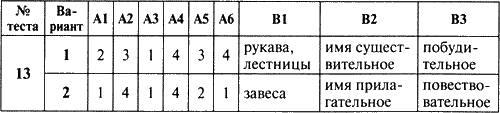 № теста Ва-риант А1 А2 А3 А4 А5 А6 В1 В2 В3
13 1 2 3 1 4 3 4 рукава, лестницы имя сущест-вительное побуди-тельное
2 1 4 1 4 2 1 завеса имя прила-гательное повество-вательное